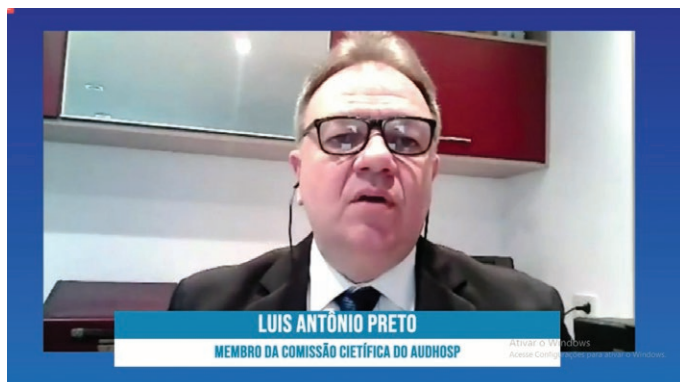 LUIS ANTÔNIO PRETO
MEMBRO DA COMISSÃO CIETÍFICA DO AUDHOSP
Ativar o Windows
Acesse Configurações para ativar o Windows.